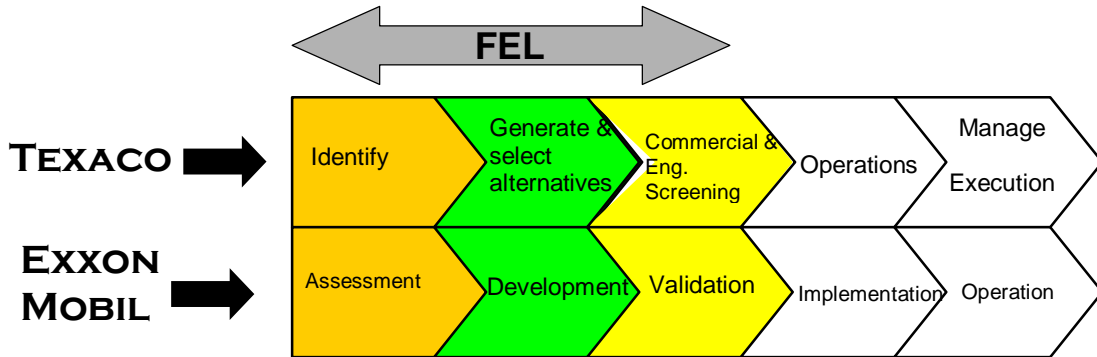 FEL
TEXACO
Identify
Generate &
select
alternatives
Commercial &
Eng.
Screening
Operations
Manage
Execution
EXXON
MOBIL
Assessment
Development
Validation
Implementation
Operation